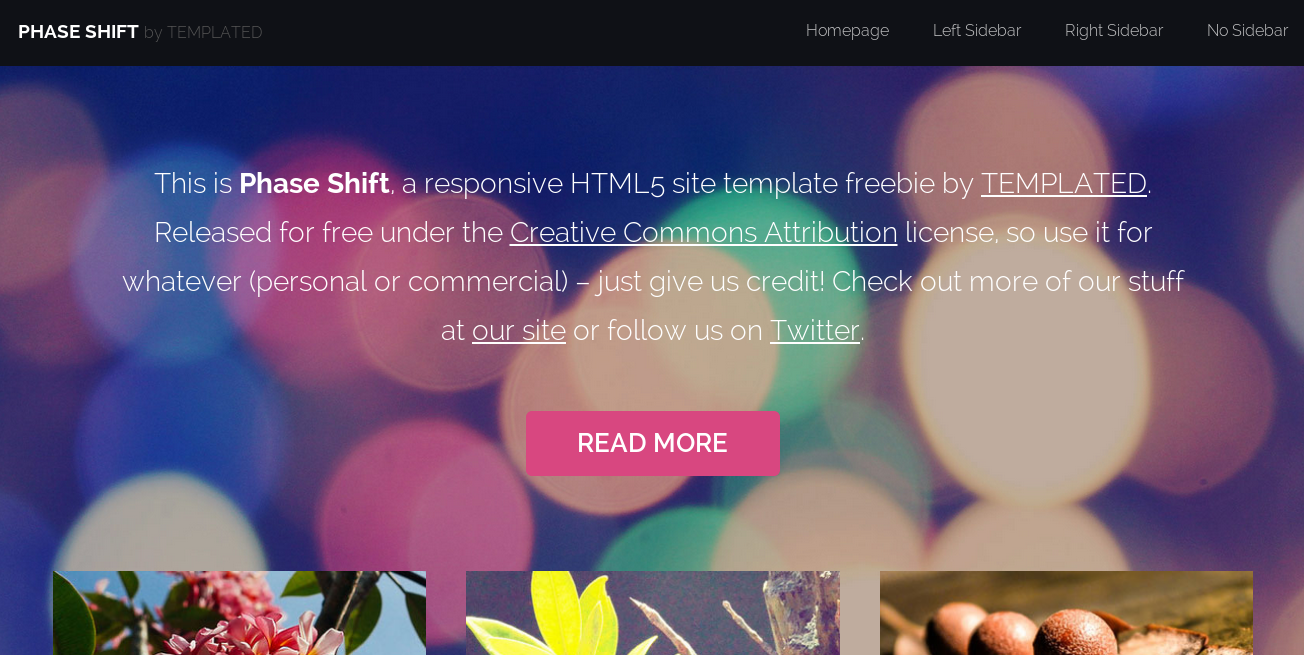 PHASE SHIFT by TEMPLATED
Homepage Left Sidebar Right Sidebar No Sidebar
This is Phase Shift, a responsive HTML5 site template freebie by TEMPLATED.
Released for free under the Creative Commons Attribution license, so use it for
whatever (personal or commercial) – just give us credit! Check out more of our stuff
at our site or follow us on Twitter.
READ MORE